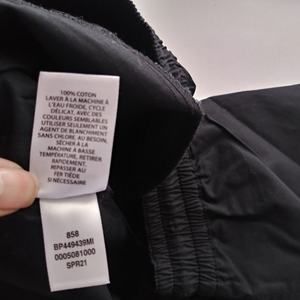 100% COTON
LAVER À LA MACHINE À
L'EAU FROIDE, CYCLE
DÉLICAT, AVEC DES
COULEURS SEMBLABLES
UTILISER SEULEMENT UN
AGENT DE BLANCHIMENT
SANS CHLORE, AU BESOIN,
SÉCHER À LA
MACHINE À BASSE
TEMPÉRATURE, RETIRER
RAPIDEMENT, REPASSER AU
FER TIÈDE
SI NÉCESSAIRE
858
BP449439MI
0005081000
SPR21